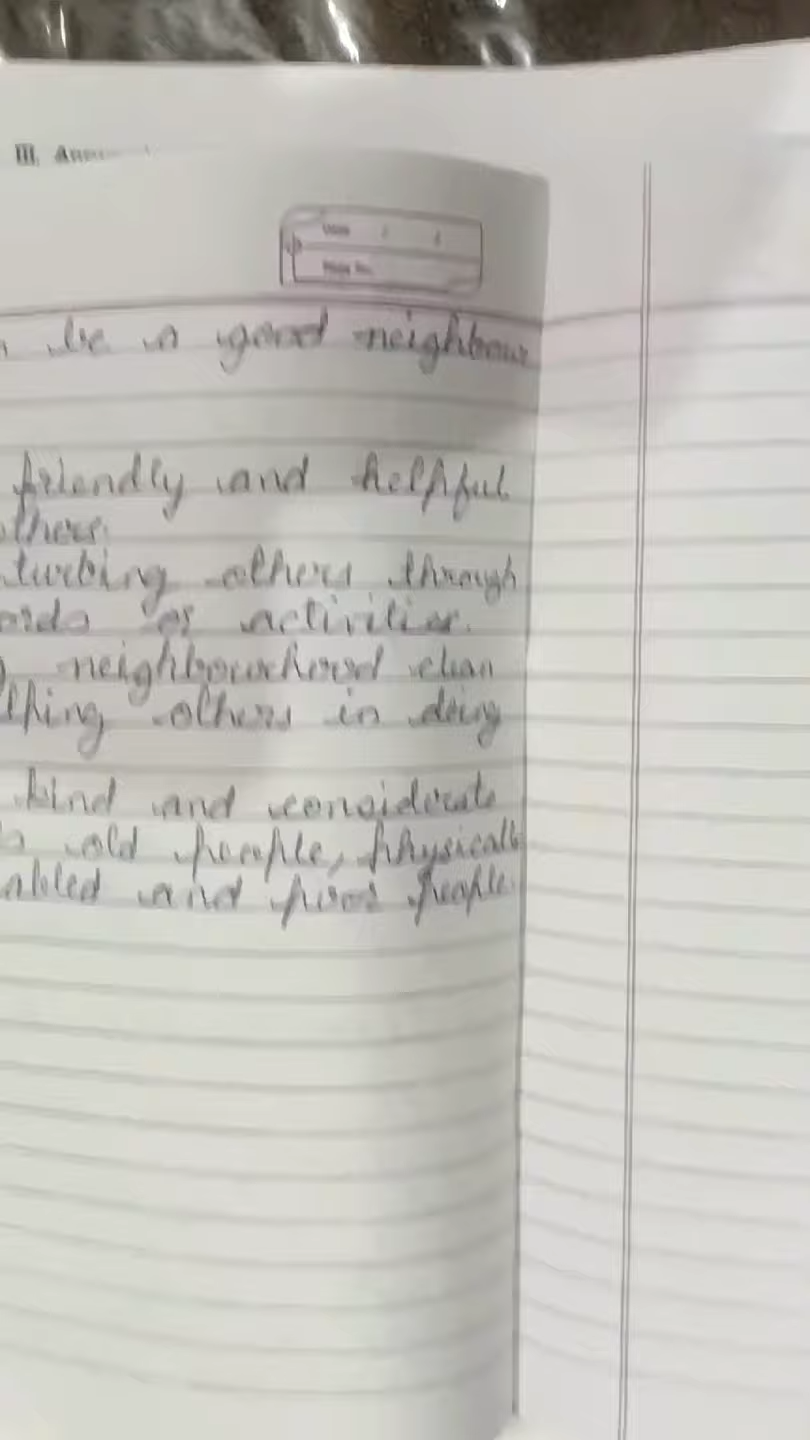 III.
Date / /
Page No.
be a good neighbour
friendly and helpful
others.
turbing others through
ords or activities.
neighbourhood clean
lping others in doing
kind and considerate
old people, physically
abled and poor people.